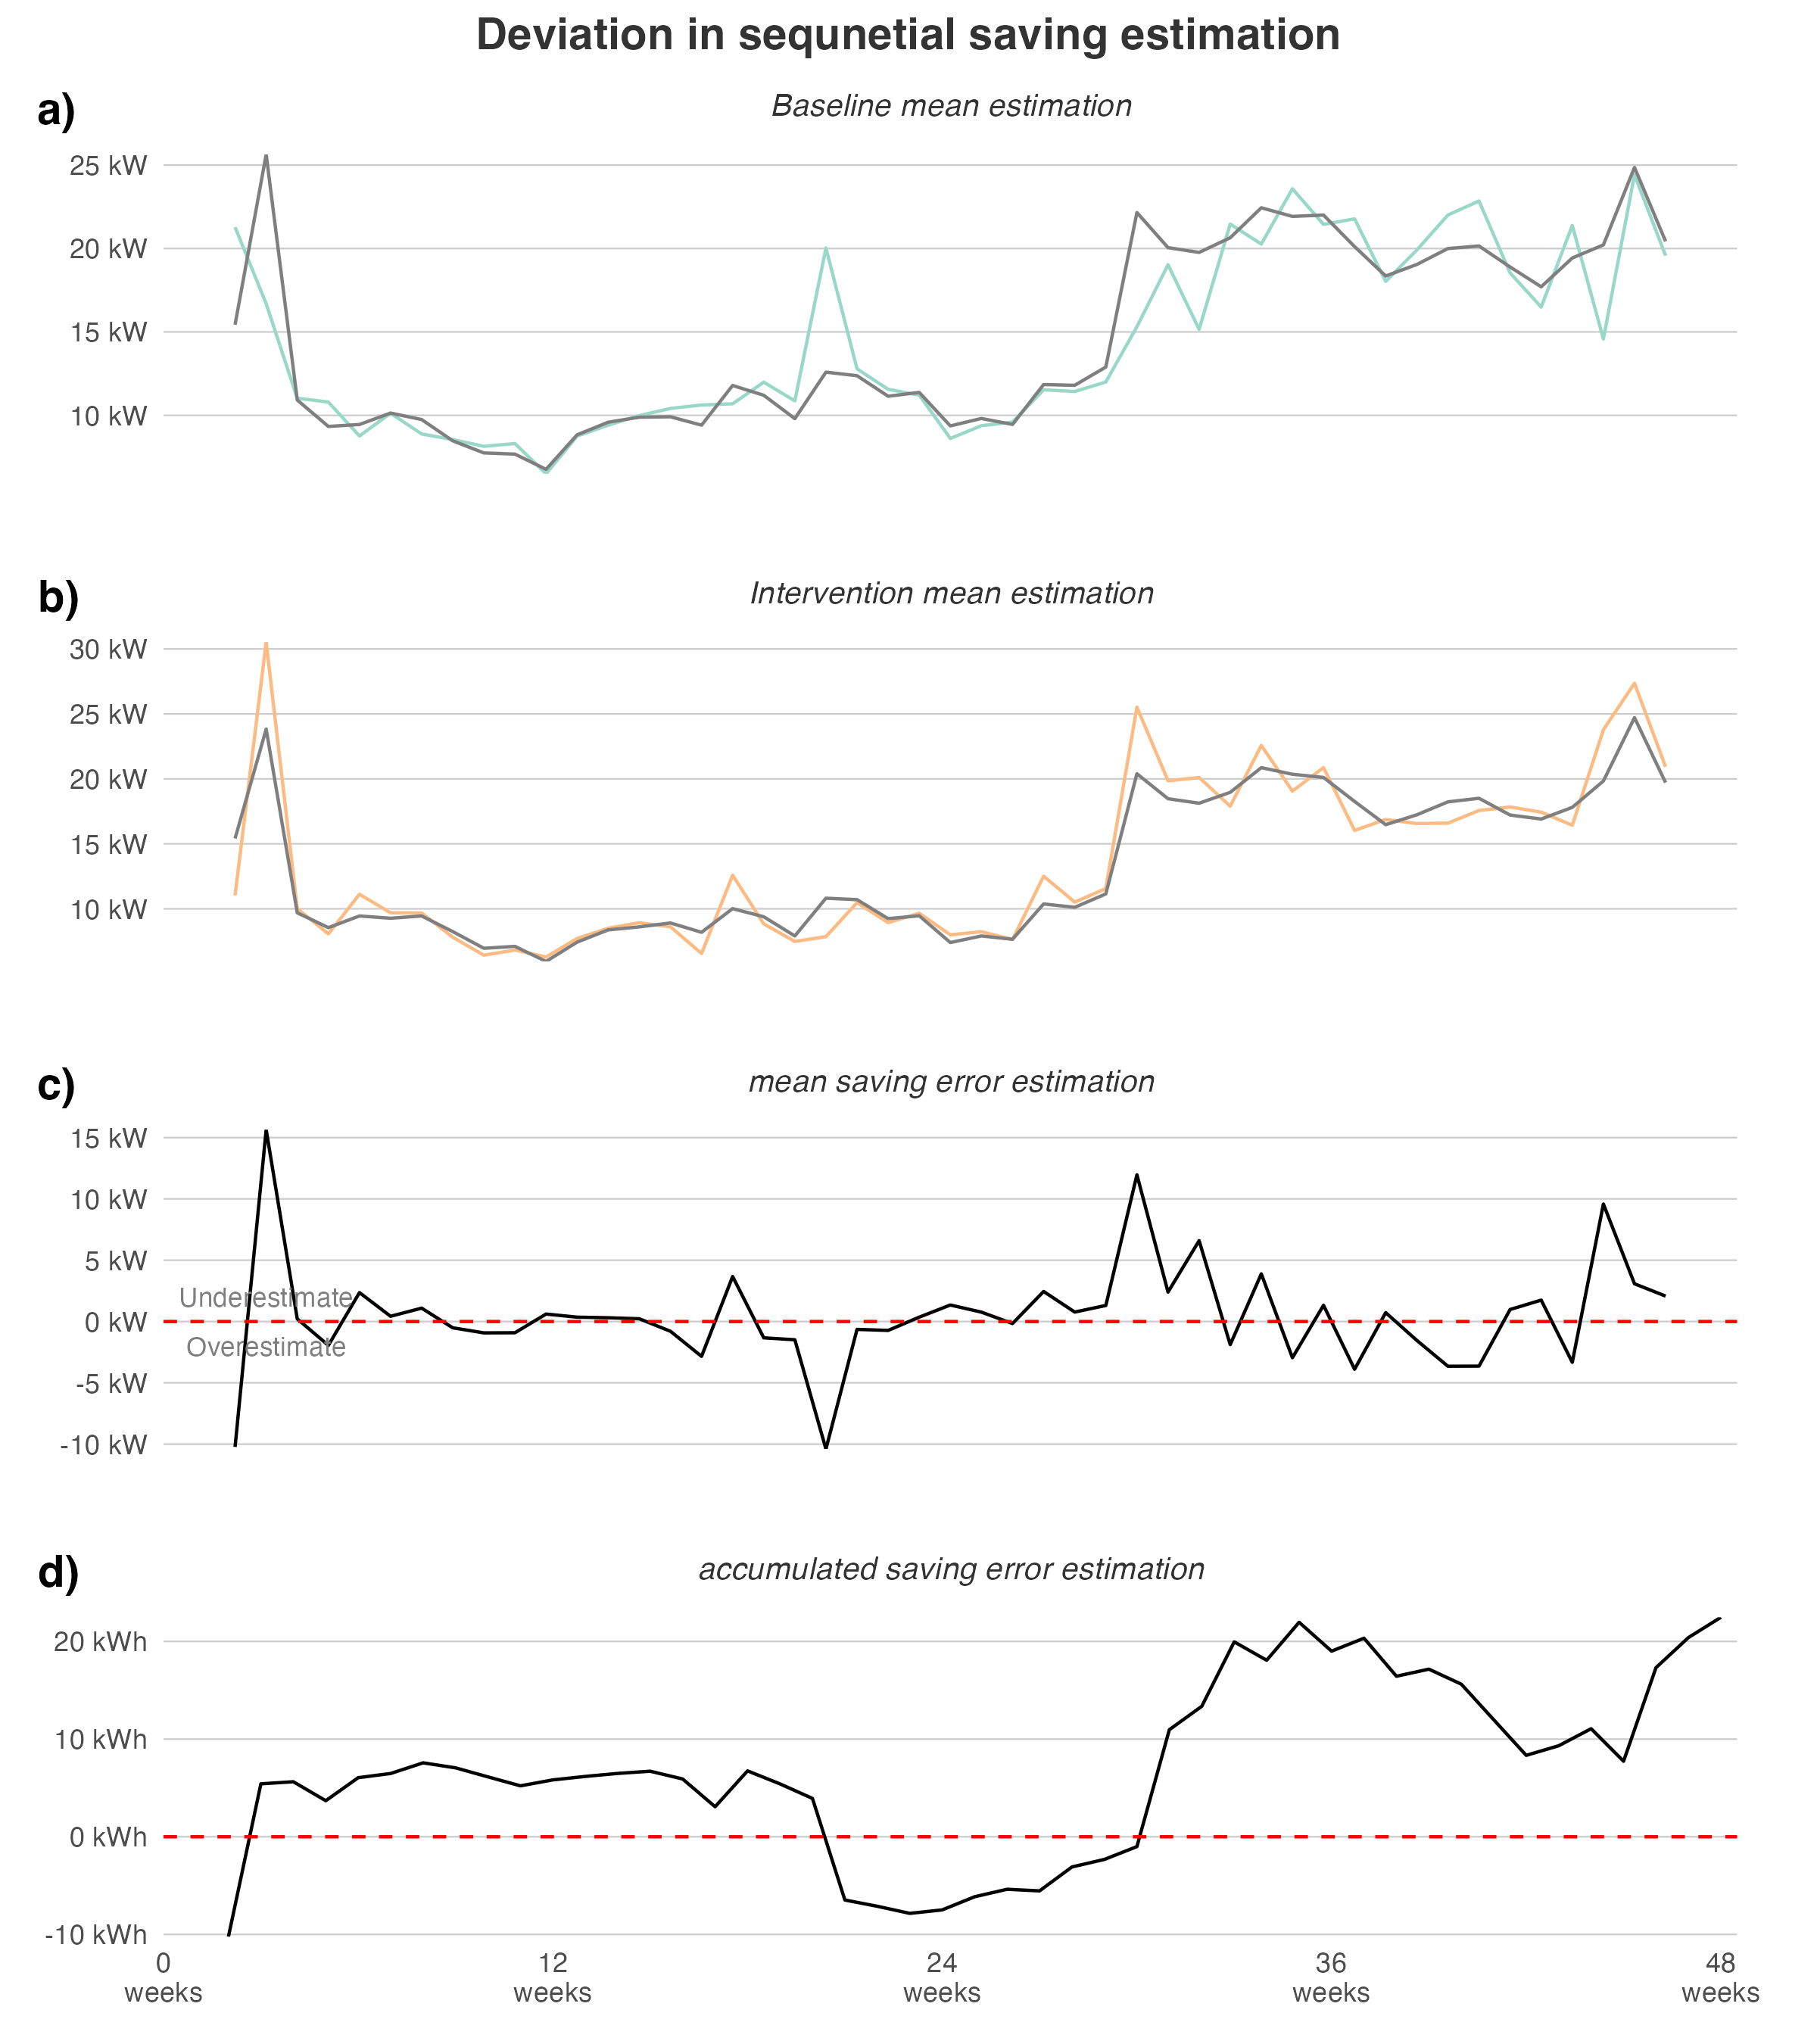 Deviation in sequnetial saving estimation
a)
Baseline mean estimation
25 kW
20 kW
15 kW
10 kW
b)
Intervention mean estimation
30 kW
25 kW
20 kW
15 kW
10 kW
c)
mean saving error estimation
15 kW
10 kW
5 kW
Underestimate
0 kW
Overestimate
-5 kW
-10 kW
d)
accumulated saving error estimation
20 kWh
10 kWh
0 kWh
-10 kWh
0 12 24 36 48
weeks weeks weeks weeks weeks